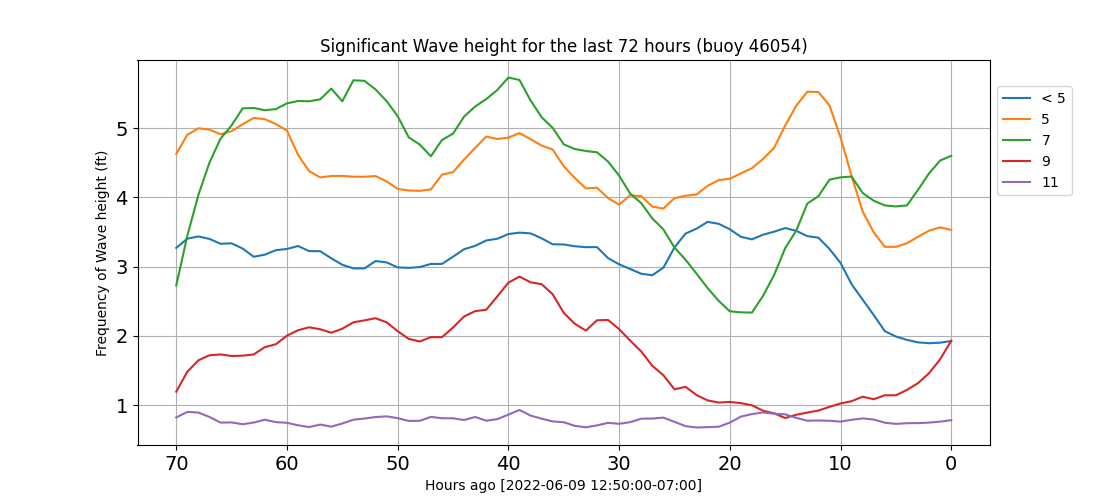 Significant Wave height for the last 72 hours (buoy 46054)
Frequency of Wave height (ft)
5
4
3
2
1
70 60 50 40 30 20 10 0
Hours ago [2022-06-09 12:50:00-07:00]
< 5
5
7
9
11